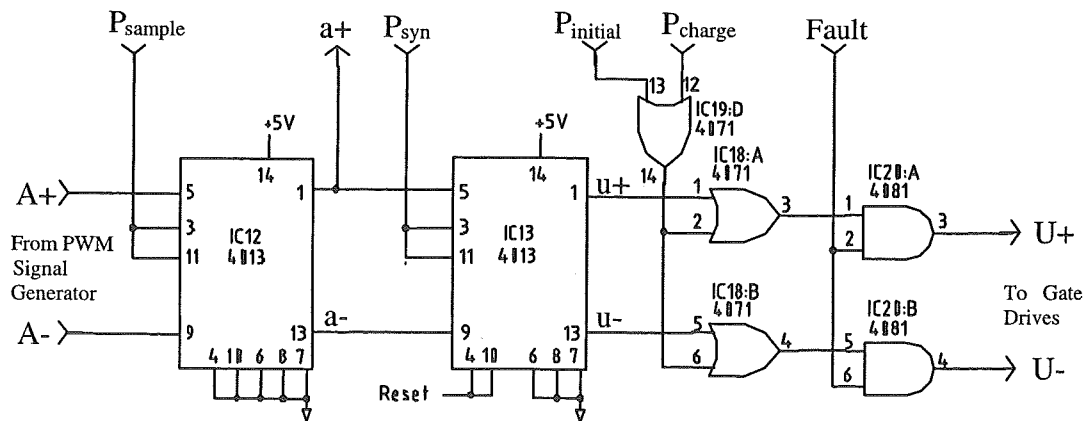 P_sample
a+
P_syn
P_initial
P_charge
Fault
13
12
IC19:D
4071
14
+5V
+5V
14
14
IC18:A
4071
IC20:A
4081
A+
5
1
5
1
u+
1
2
3
1
2
3
U+
3
11
3
11
From PWM
Signal
Generator
IC12
4013
IC13
4013
To Gate
Drives
IC18:B
4071
IC20:B
4081
A-
9
13
a-
9
13
u-
5
6
4
5
6
4
U-
4 10 6 8 7
4 10 6 8 7
Reset